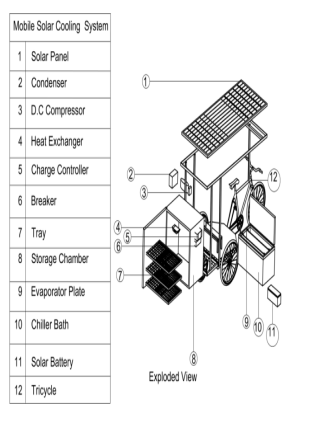 Mobile Solar Cooling System
1 Solar Panel
2 Condenser
3 D.C Compressor
4 Heat Exchanger
5 Charge Controller
6 Breaker
7 Tray
8 Storage Chamber
9 Evaporator Plate
10 Chiller Bath
11 Solar Battery
12 Tricycle
1
2
3
12
4
5
6
7
9
10
11
8
Exploded View